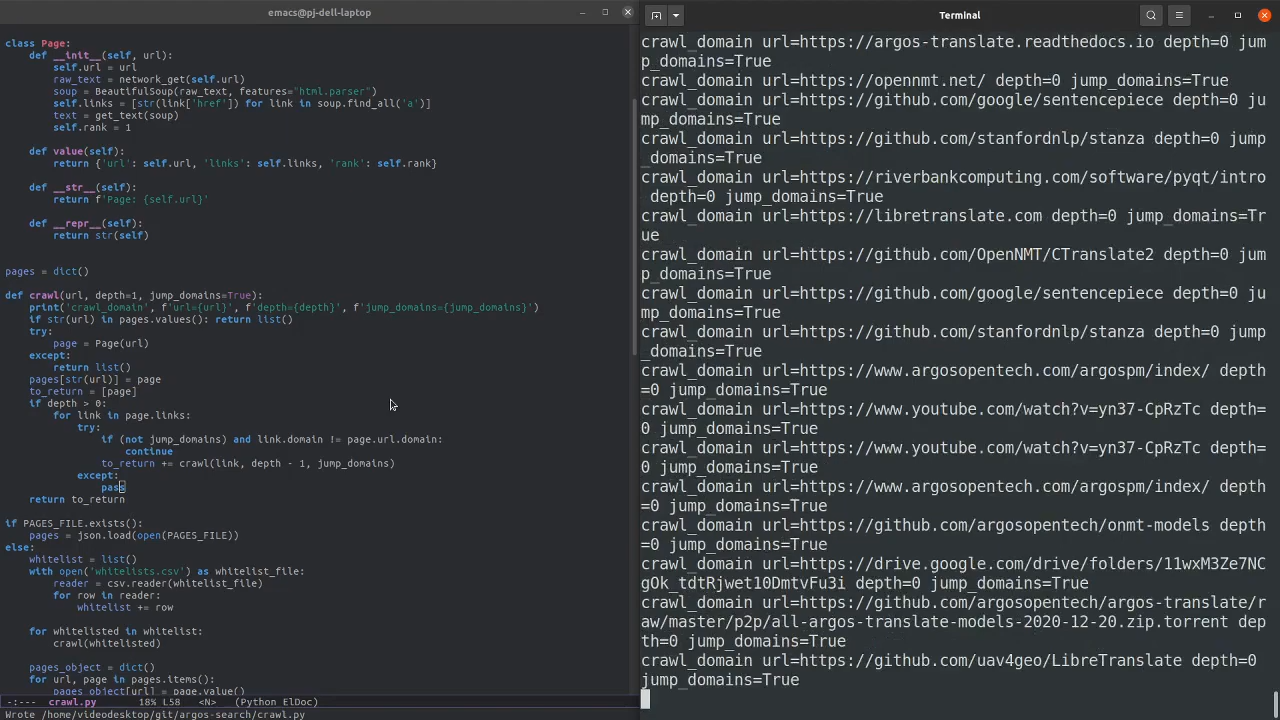 emacs@pj-dell-laptop
class Page:
    def __init__(self, url):
        self.url = url
        raw_text = network_get(self.url)
        soup = BeautifulSoup(raw_text, features="html.parser")
        self.links = [str(link['href']) for link in soup.find_all('a')]
        text = get_text(soup)
        self.rank = 1
    def value(self):
        return {'url': self.url, 'links': self.links, 'rank': self.rank}
    def __str__(self):
        return f'Page: {self.url}'
    def __repr__(self):
        return str(self)
pages = dict()
def crawl(url, depth=1, jump_domains=True):
    print('crawl_domain', f'url={url}', f'depth={depth}', f'jump_domains={jump_domains}')
    if str(url) in pages.values(): return list()
    try:
        page = Page(url)
    except:
        return list()
    pages[str(url)] = page
    to_return = [page]
    if depth > 0:
        for link in page.links:
            try:
                if (not jump_domains) and link.domain != page.url.domain:
                    continue
                to_return += crawl(link, depth - 1, jump_domains)
            except:
                pass
    return to_return
if PAGES_FILE.exists():
    pages = json.load(open(PAGES_FILE))
else:
    whitelist = list()
    with open('whitelists.csv') as whitelist_file:
        reader = csv.reader(whitelist_file)
        for row in reader:
            whitelist += row
    for whitelisted in whitelist:
        crawl(whitelisted)
    pages_object = dict()
    for url, page in pages.items():
        pages_object[url] = page.value()
-:--- crawl.py 18% L58 <N> (Python ElDoc)
Wrote /home/videodesktop/git/argos-search/crawl.py
Terminal
crawl_domain url=https://argos-translate.readthedocs.io depth=0 jum
p_domains=True
crawl_domain url=https://opennmt.net/ depth=0 jump_domains=True
crawl_domain url=https://github.com/google/sentencepiece depth=0 ju
mp_domains=True
crawl_domain url=https://github.com/stanfordnlp/stanza depth=0 jump
_domains=True
crawl_domain url=https://riverbankcomputing.com/software/pyqt/intro
 depth=0 jump_domains=True
crawl_domain url=https://libretranslate.com depth=0 jump_domains=Tr
ue
crawl_domain url=https://github.com/OpenNMT/CTranslate2 depth=0 jum
p_domains=True
crawl_domain url=https://github.com/google/sentencepiece depth=0 ju
mp_domains=True
crawl_domain url=https://github.com/stanfordnlp/stanza depth=0 jump
_domains=True
crawl_domain url=https://www.argosopentech.com/argospm/index/ depth
=0 jump_domains=True
crawl_domain url=https://www.youtube.com/watch?v=yn37-CpRzTc depth=
0 jump_domains=True
crawl_domain url=https://www.youtube.com/watch?v=yn37-CpRzTc depth=
0 jump_domains=True
crawl_domain url=https://www.argosopentech.com/argospm/index/ depth
=0 jump_domains=True
crawl_domain url=https://github.com/argosopentech/onmt-models depth
=0 jump_domains=True
crawl_domain url=https://drive.google.com/drive/folders/11wxM3Ze7NC
gOk_tdtRjwet10DmtvFu3i depth=0 jump_domains=True
crawl_domain url=https://github.com/argosopentech/argos-translate/r
aw/master/p2p/all-argos-translate-models-2020-12-20.zip.torrent dep
th=0 jump_domains=True
crawl_domain url=https://github.com/uav4geo/LibreTranslate depth=0 
jump_domains=True